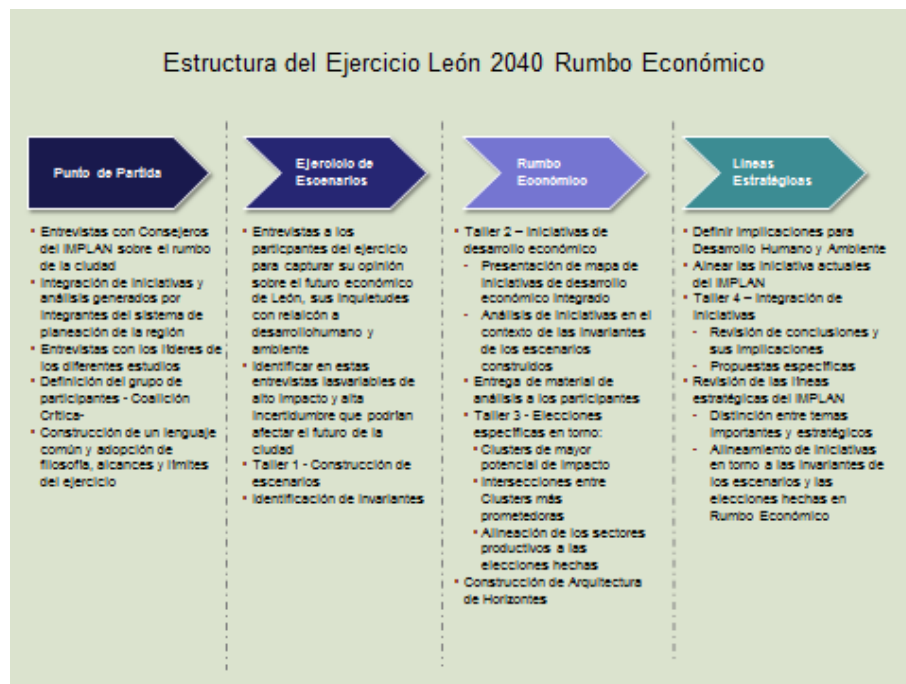 Estructura del Ejercicio León 2040 Rumbo Económico
Punto de Partida
• Entrevistas con Consejeros
del IMPLAN sobre el rumbo
de la ciudad
• Integración de iniciativas y
análisis generados por
integrantes del sistema de
planeación de la región
• Entrevistas con los líderes de
los diferentes estudios
• Definición del grupo de
participantes - Coalición
Crítica-
• Construcción de un lenguaje
común y adopción de
filosofía, alcances y límites
del ejercicio
Ejercicio de
Escenarios
• Entrevistas a los
particpantes del ejercicio
para capturar su opinión
sobre el futuro económico
de León, sus inquietudes
con relaicón a
desarrollohumano y
ambiente
• Identificar en estas
entrevistas lasvariables de
alto impacto y alta
incertidumbre que podrían
afectar el futuro de la
ciudad
• Taller 1 - Construcción de
escenarios
• Identificación de invariantes
Rumbo
Económico
• Taller 2 – Iniciativas de
desarrollo económico
- Presentación de mapa de
iniciativas de desarrollo
económico integrado
- Análisis de iniciativas en el
contexto de las invariantes
de los escenarios
construidos
• Entrega de material de
análisis a los participantes
• Taller 3 - Elecciones
específicas en torno:
• Clusters de mayor
potencial de impacto
• Intersecciones entre
Clusters más
prometedoras
• Alineación de los sectores
productivos a las
elecciones hechas
• Construcción de Arquitectura
de Horizontes
Líneas
Estratégicas
• Definir implicaciones para
Desarrollo Humano y Ambiente
• Alinear las iniciativa actuales
del IMPLAN
• Taller 4 – Integración de
iniciativas
- Revisión de conclusiones y
sus implicaciones
- Propuestas específicas
• Revisión de las líneas
estratégicas del IMPLAN
- Distinción entre temas
importantes y estratégicos
- Alineamiento de iniciativas
en torno a las invariantes de
los escenarios y las
elecciones hechas en
Rumbo Económico